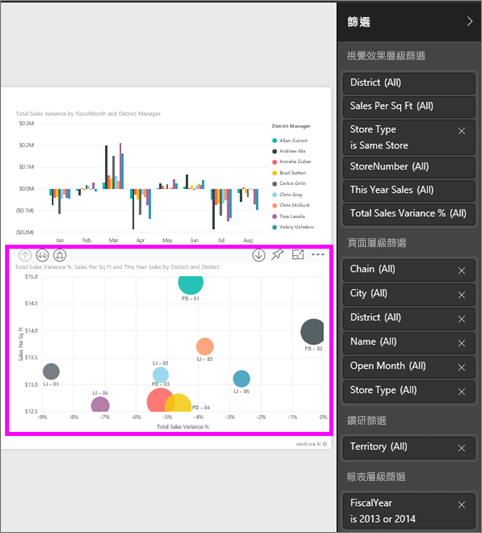 Total Sales Variance by FiscalMonth and District Manager
$0.3M
$0.2M
$0.1M
$0.0M
($0.1M)
($0.2M)
Jan Feb Mar Apr May Jun Jul Aug
District Manager
Allan Guinot
Andrew Ma
Annelie Zubar
Brad Sutton
Carlos Grilo
Chris Gray
Chris McGurk
Tina Lassila
Valery Ushakov
Total Sales Variance %, Sales Per Sq Ft and This Year Sales by District and District
Sales Per Sq Ft
$15.0
$14.5
$14.0
$13.5
$13.0
$12.5
FD - 01
FD - 02
LI - 03
LI - 02
LI - 01
FD - 03
LI - 05
LI - 04
FD - 04
-9% -8% -7% -6% -5% -4% -3% -2% -1% 0%
Total Sales Variance %
obviEnce llc ©
篩選
視覺效果層級篩選
District (All)
Sales Per Sq Ft (All)
Store Type
is Same Store
StoreNumber (All)
This Year Sales (All)
Total Sales Variance % (All)
頁面層級篩選
Chain (All)
City (All)
District (All)
Name (All)
Open Month (All)
Store Type (All)
鑽研篩選
Territory (All)
報表層級篩選
FiscalYear
is 2013 or 2014